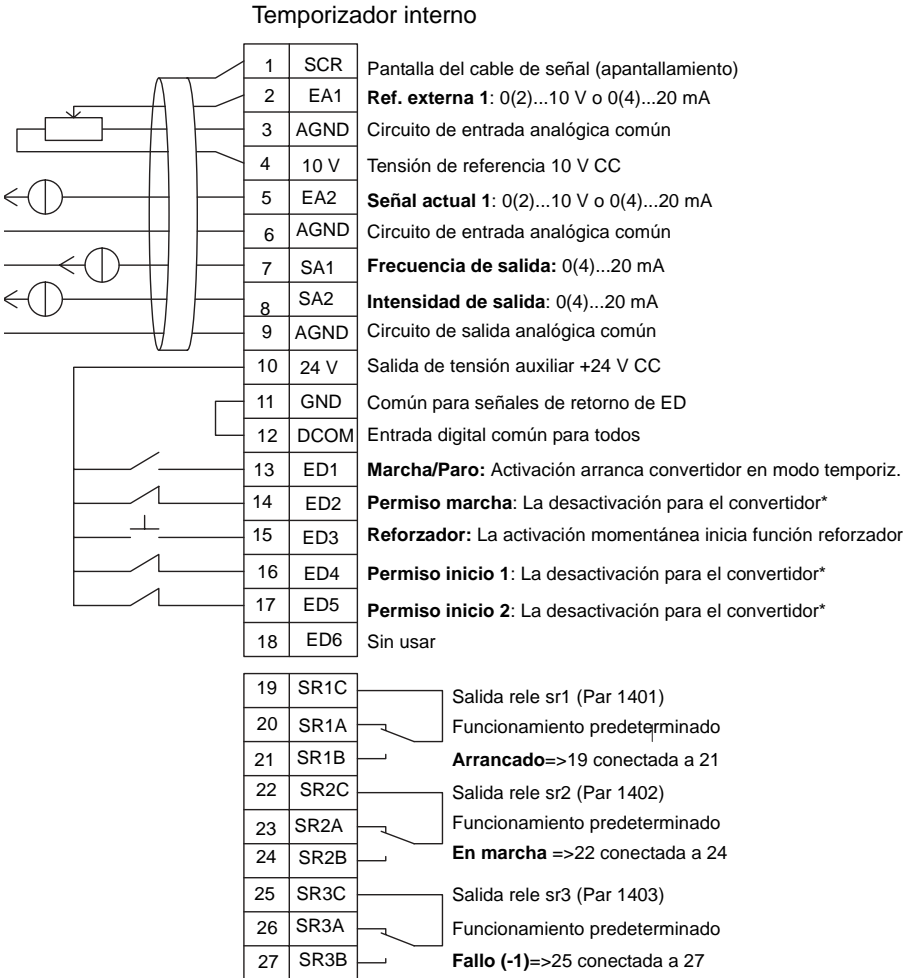 Temporizador interno
1 SCR Pantalla del cable de señal (apantallamiento)
2 EA1 Ref. externa 1: 0(2)...10 V o 0(4)...20 mA
3 AGND Circuito de entrada analógica común
4 10 V Tensión de referencia 10 V CC
5 EA2 Señal actual 1: 0(2)...10 V o 0(4)...20 mA
6 AGND Circuito de entrada analógica común
7 SA1 Frecuencia de salida: 0(4)...20 mA
8 SA2 Intensidad de salida: 0(4)...20 mA
9 AGND Circuito de salida analógica común
10 24 V Salida de tensión auxiliar +24 V CC
11 GND Común para señales de retorno de ED
12 DCOM Entrada digital común para todos
13 ED1 Marcha/Paro: Activación arranca convertidor en modo temporiz.
14 ED2 Permiso marcha: La desactivación para el convertidor*
15 ED3 Reforzador: La activación momentánea inicia función reforzador
16 ED4 Permiso inicio 1: La desactivación para el convertidor*
17 ED5 Permiso inicio 2: La desactivación para el convertidor*
18 ED6 Sin usar
19 SR1C Salida rele sr1 (Par 1401)
20 SR1A Funcionamiento predeterminado
21 SR1B Arrancado=>19 conectada a 21
22 SR2C Salida rele sr2 (Par 1402)
23 SR2A Funcionamiento predeterminado
24 SR2B En marcha =>22 conectada a 24
25 SR3C Salida rele sr3 (Par 1403)
26 SR3A Funcionamiento predeterminado
27 SR3B Fallo (-1)=>25 conectada a 27